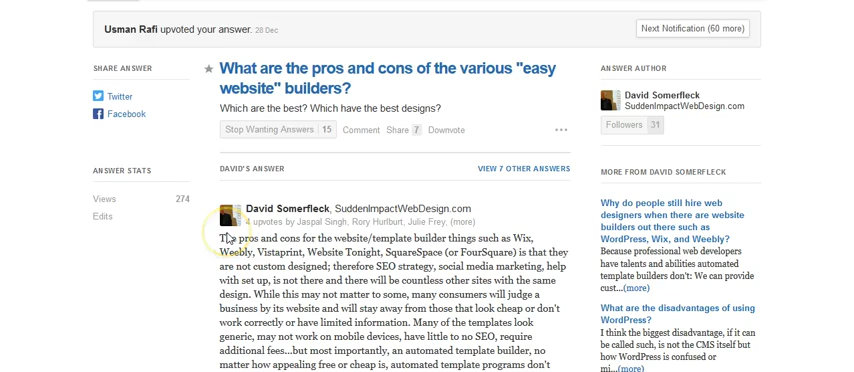 Usman Rafi upvoted your answer. 28 Dec
Next Notification (60 more)
SHARE ANSWER
Twitter
Facebook
ANSWER STATS
Views 274
Edits
What are the pros and cons of the various "easy
website" builders?
Which are the best? Which have the best designs?
Stop Wanting Answers 15 Comment Share 7 Downvote
DAVID'S ANSWER
VIEW 7 OTHER ANSWERS
David Somerfleck, SuddenImpactWebDesign.com
4 upvotes by Jaspal Singh, Rory Hurlburt, Julie Frey, (more)
The pros and cons for the website/template builder things such as Wix,
Weebly, Vistaprint, Website Tonight, SquareSpace (or FourSquare) is that they
are not custom designed; therefore SEO strategy, social media marketing, help
with set up, is not there and there will be countless other sites with the same
design. While this may not matter to some, many consumers will judge a
business by its website and will stay away from those that look cheap or don't
work correctly or have limited information. Many of the templates look
generic, may not work on mobile devices, have little to no SEO, require
additional fees...but most importantly, an automated template builder, no
matter how appealing free or cheap is, automated template programs don't
ANSWER AUTHOR
David Somerfleck
SuddenImpactWebDesign.com
Followers 31
MORE FROM DAVID SOMERFLECK
Why do people still hire web
designers when there are website
builders out there such as
WordPress, Wix, and Weebly?
Because professional web developers
have talents and abilities automated
template builders don't: We can provide
cust...(more)
What are the disadvantages of using
WordPress?
I think the biggest disadvantage, if it can
be called such, is not the CMS itself but
how WordPress is confused or
mi...(more)